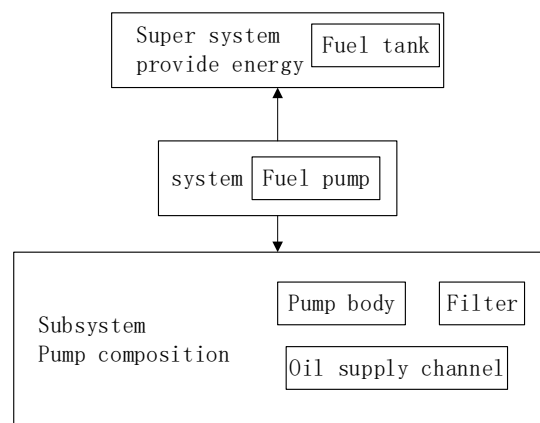 Super system
provide energy
Fuel tank
system
Fuel pump
Subsystem
Pump composition
Pump body
Filter
Oil supply channel